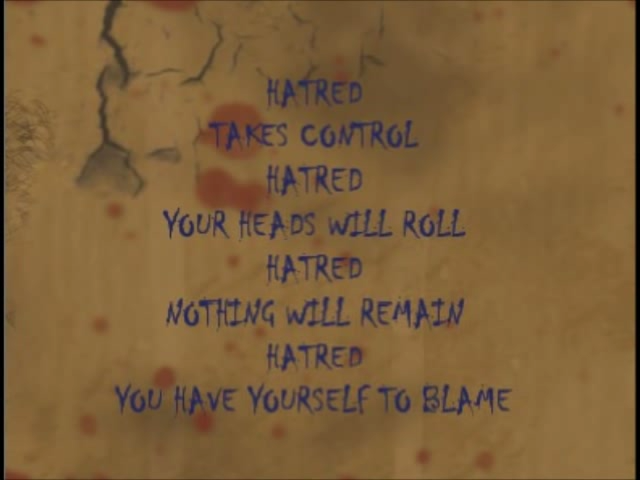 HATRED
TAKES CONTROL
HATRED
YOUR HEADS WILL ROLL
HATRED
NOTHING WILL REMAIN
HATRED
YOU HAVE YOURSELF TO BLAME